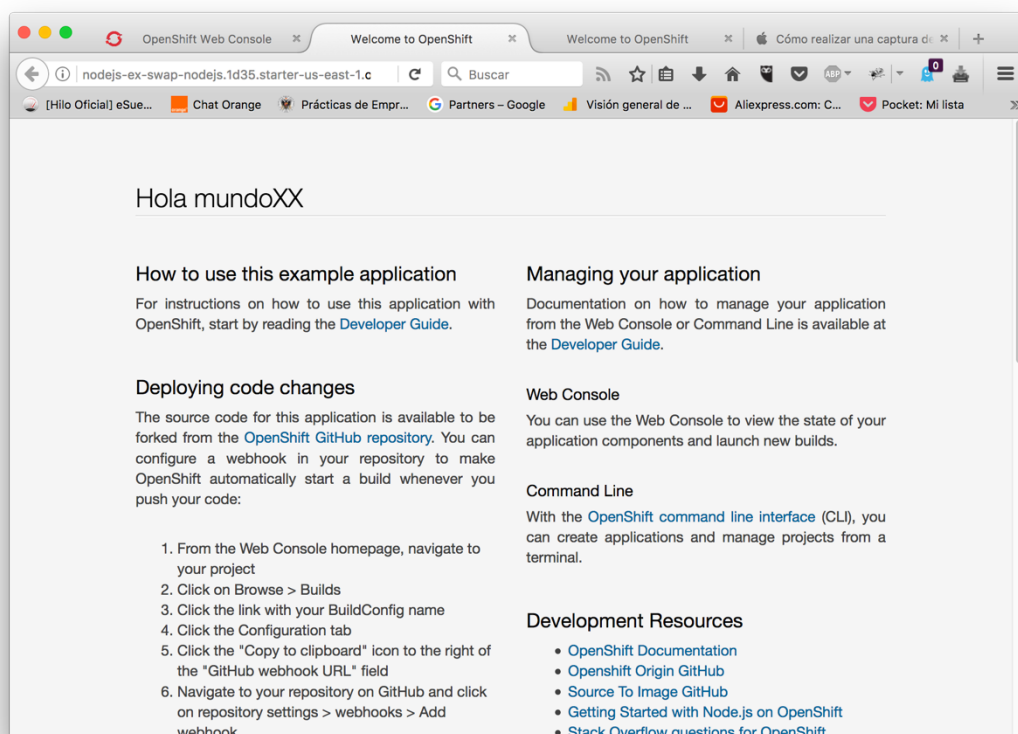 OpenShift Web Console
Welcome to OpenShift
Welcome to OpenShift
Cómo realizar una captura de
nodejs-ex-swap-nodejs.1d35.starter-us-east-1.c
Buscar
ABP
0
[Hilo Oficial] eSue...
Chat Orange
Prácticas de Empr...
Partners – Google
Visión general de ...
Aliexpress.com: C...
Pocket: Mi lista
Hola mundoXX
How to use this example application
For instructions on how to use this application with
OpenShift, start by reading the Developer Guide.
Deploying code changes
The source code for this application is available to be
forked from the OpenShift GitHub repository. You can
configure a webhook in your repository to make
OpenShift automatically start a build whenever you
push your code:
1. From the Web Console homepage, navigate to
your project
2. Click on Browse > Builds
3. Click the link with your BuildConfig name
4. Click the Configuration tab
5. Click the "Copy to clipboard" icon to the right of
the "GitHub webhook URL" field
6. Navigate to your repository on GitHub and click
on repository settings > webhooks > Add
webhook
Managing your application
Documentation on how to manage your application
from the Web Console or Command Line is available at
the Developer Guide.
Web Console
You can use the Web Console to view the state of your
application components and launch new builds.
Command Line
With the OpenShift command line interface (CLI), you
can create applications and manage projects from a
terminal.
Development Resources
OpenShift Documentation
Openshift Origin GitHub
Source To Image GitHub
Getting Started with Node.js on OpenShift
Stack Overflow questions for OpenShift